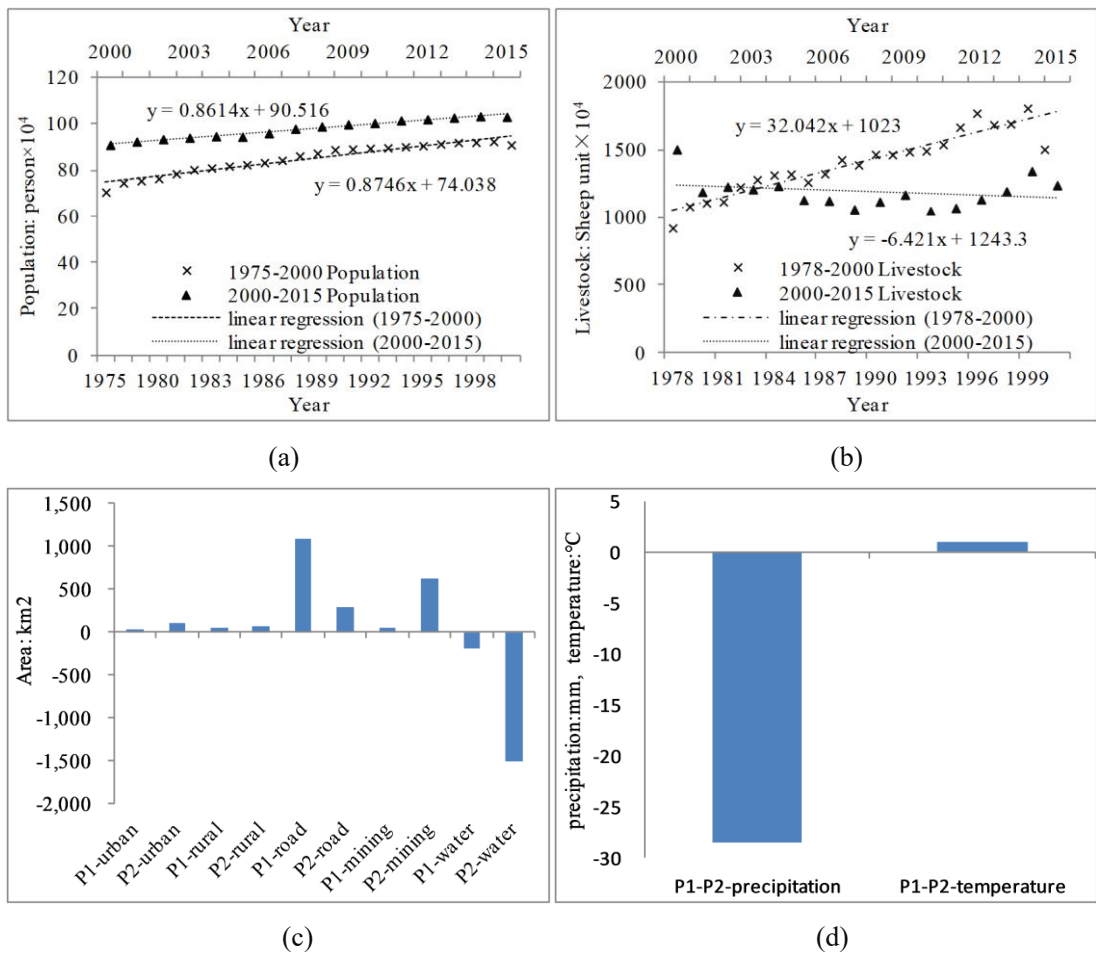 Year
2000 2003 2006 2009 2012 2015
120
100
80
60
40
20
0
Population: person×10⁴
y = 0.8614x + 90.516
y = 0.8746x + 74.038
× 1975-2000 Population
▲ 2000-2015 Population
linear regression (1975-2000)
linear regression (2000-2015)
1975 1980 1983 1986 1989 1992 1995 1998
Year
(a)
Year
2000 2003 2006 2009 2012 2015
2000
1500
1000
500
0
Livestock: Sheep unit×10⁴
y = 32.042x + 1023
y = -6.421x + 1243.3
× 1978-2000 Livestock
▲ 2000-2015 Livestock
linear regression (1978-2000)
linear regression (2000-2015)
1978 1981 1984 1987 1990 1993 1996 1999
Year
(b)
1,500
1,000
500
0
-500
-1,000
-1,500
-2,000
Area: km2
P1-urban
P2-urban
P1-rural
P2-rural
P1-road
P2-road
P1-mining
P2-mining
P1-water
P2-water
(c)
5
0
-5
-10
-15
-20
-25
-30
precipitation:mm, temperature:℃
P1-P2-precipitation P1-P2-temperature
(d)